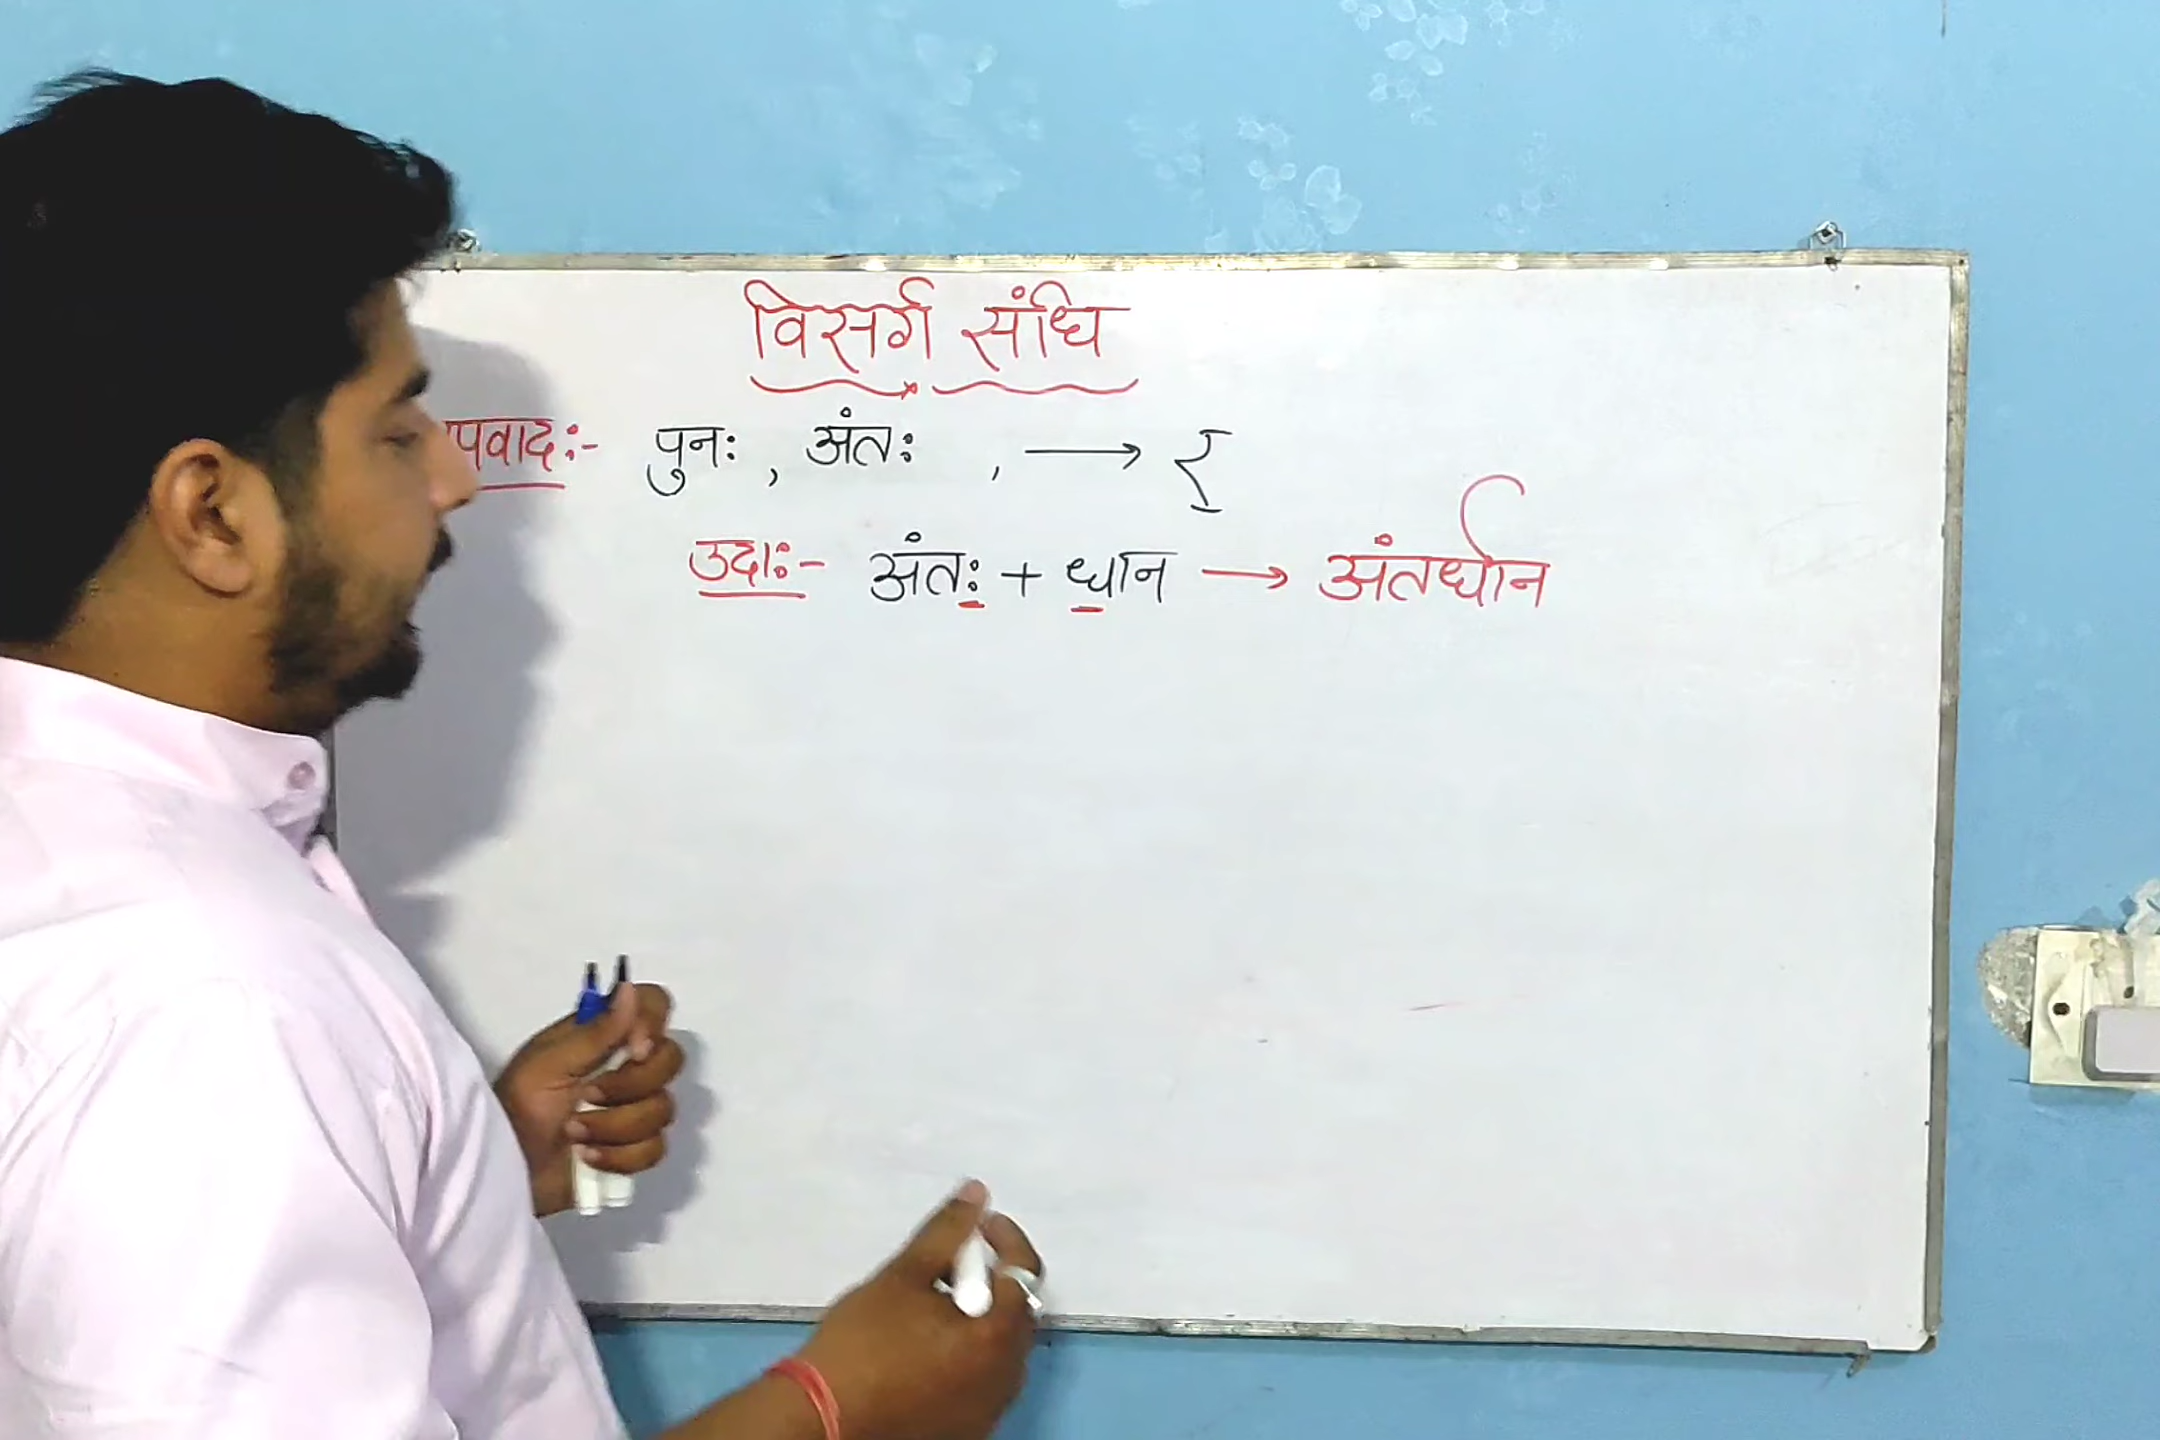 विसर्ग संधि
पवाद:- पुनः , अंतः , → र्
उदा:- अंतः + धान → अंतर्धान